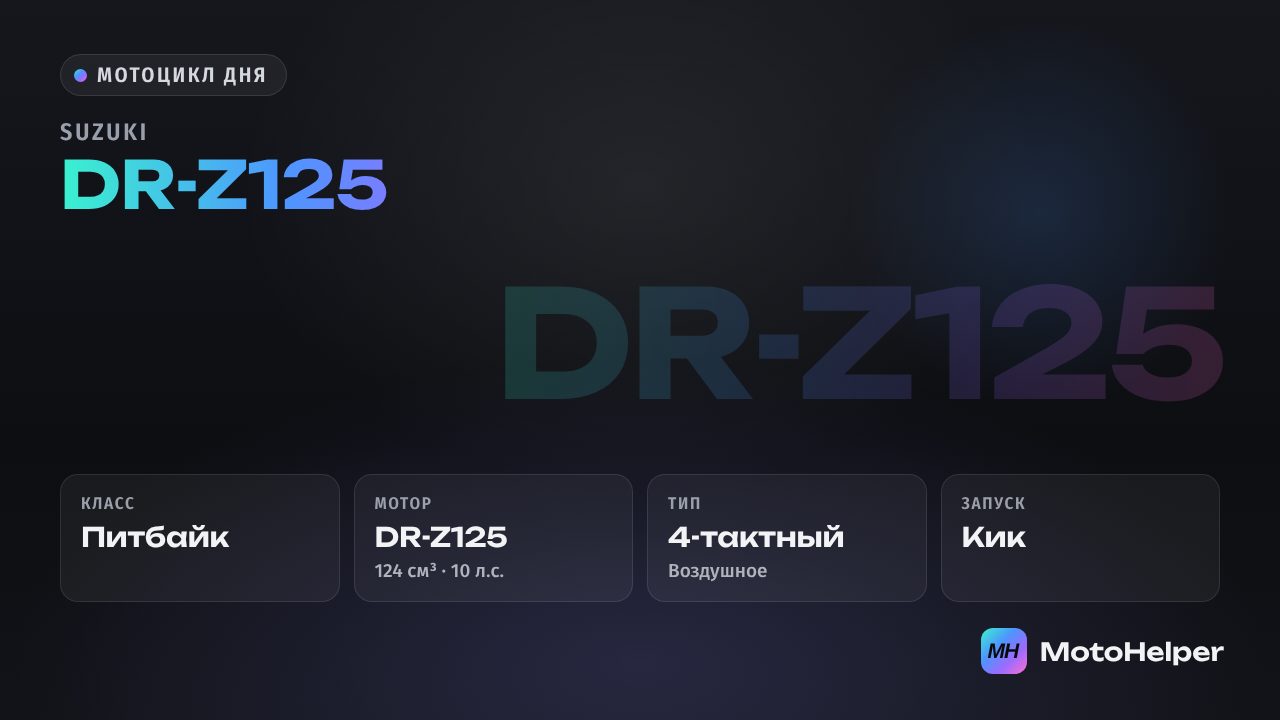 МОТОЦИКЛ ДНЯ
SUZUKI
DR-Z125
DR-Z125
КЛАСС
Питбайк
МОТОР
DR-Z125
124 см³ · 10 л.с.
ТИП
4-тактный
Воздушное
ЗАПУСК
Кик
MH MotoHelper